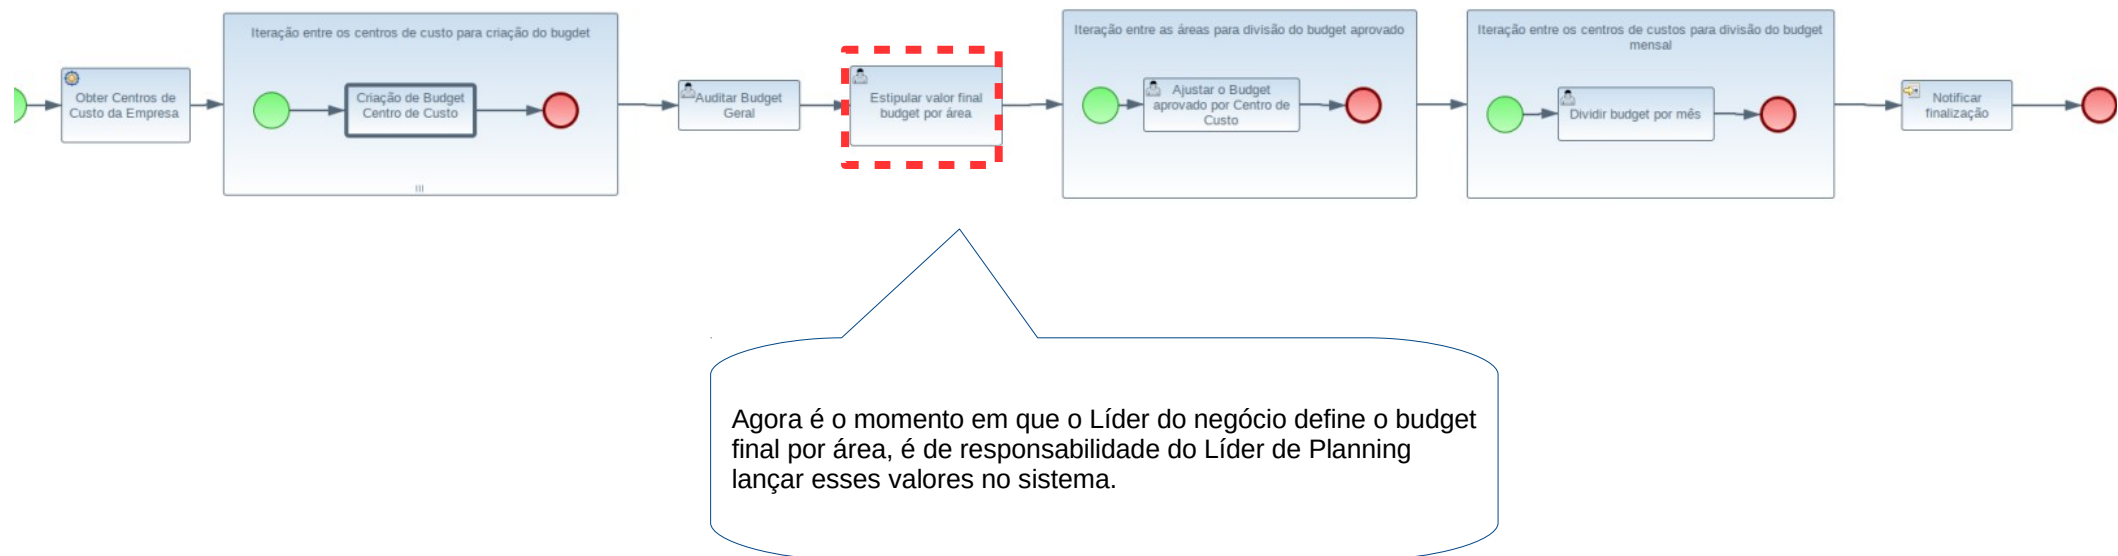 Obter Centros de
Custo da Empresa
Iteração entre os centros de custo para criação do bugdet
Criação de Budget
Centro de Custo
Auditar Budget
Geral
Estipular valor final
budget por área
Iteração entre as áreas para divisão do budget aprovado
Ajustar o Budget
aprovado por Centro de
Custo
Iteração entre os centros de custos para divisão do budget
mensal
Dividir budget por mês
Notificar
finalização
Agora é o momento em que o Líder do negócio define o budget
final por área, é de responsabilidade do Líder de Planning
lançar esses valores no sistema.